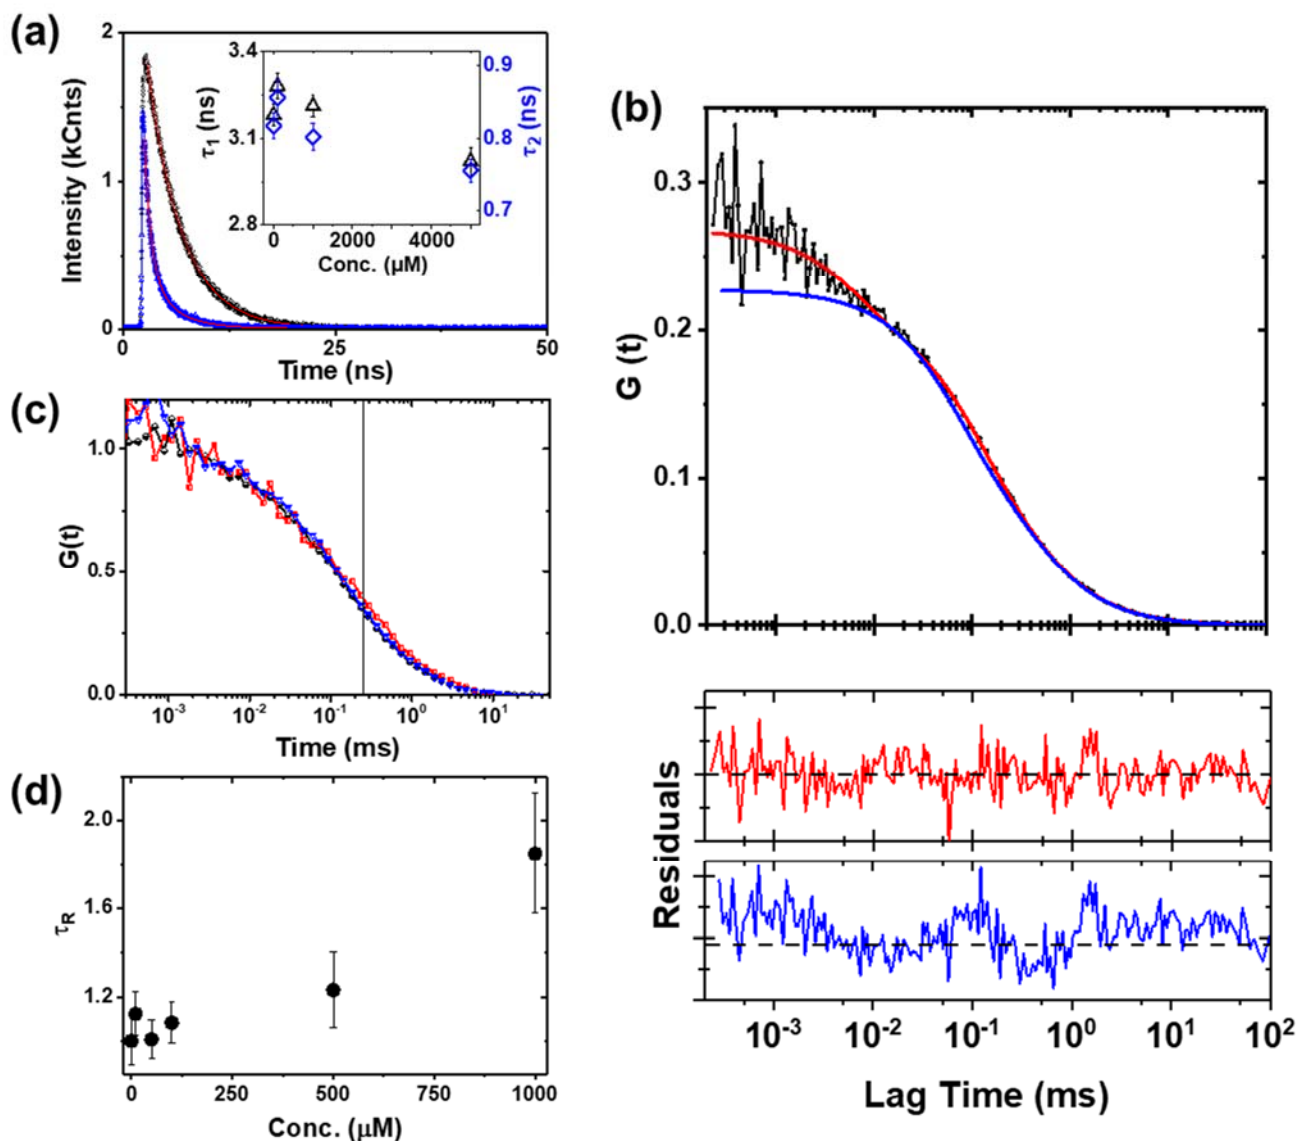 (a)
2
1
0
Intensity (kCnts)
0
25
50
Time (ns)
3.4
3.1
2.8
τ1 (ns)
0.9
0.8
0.7
τ2 (ns)
0
2000
4000
Conc. (µM)
(b)
0.3
0.2
0.1
0.0
G (t)
Residuals
10-3
10-2
10-1
100
101
102
Lag Time (ms)
(c)
1.0
0.5
0.0
G(t)
10-3
10-2
10-1
100
101
Time (ms)
(d)
2.0
1.6
1.2
τR
0
250
500
750
1000
Conc. (µM)